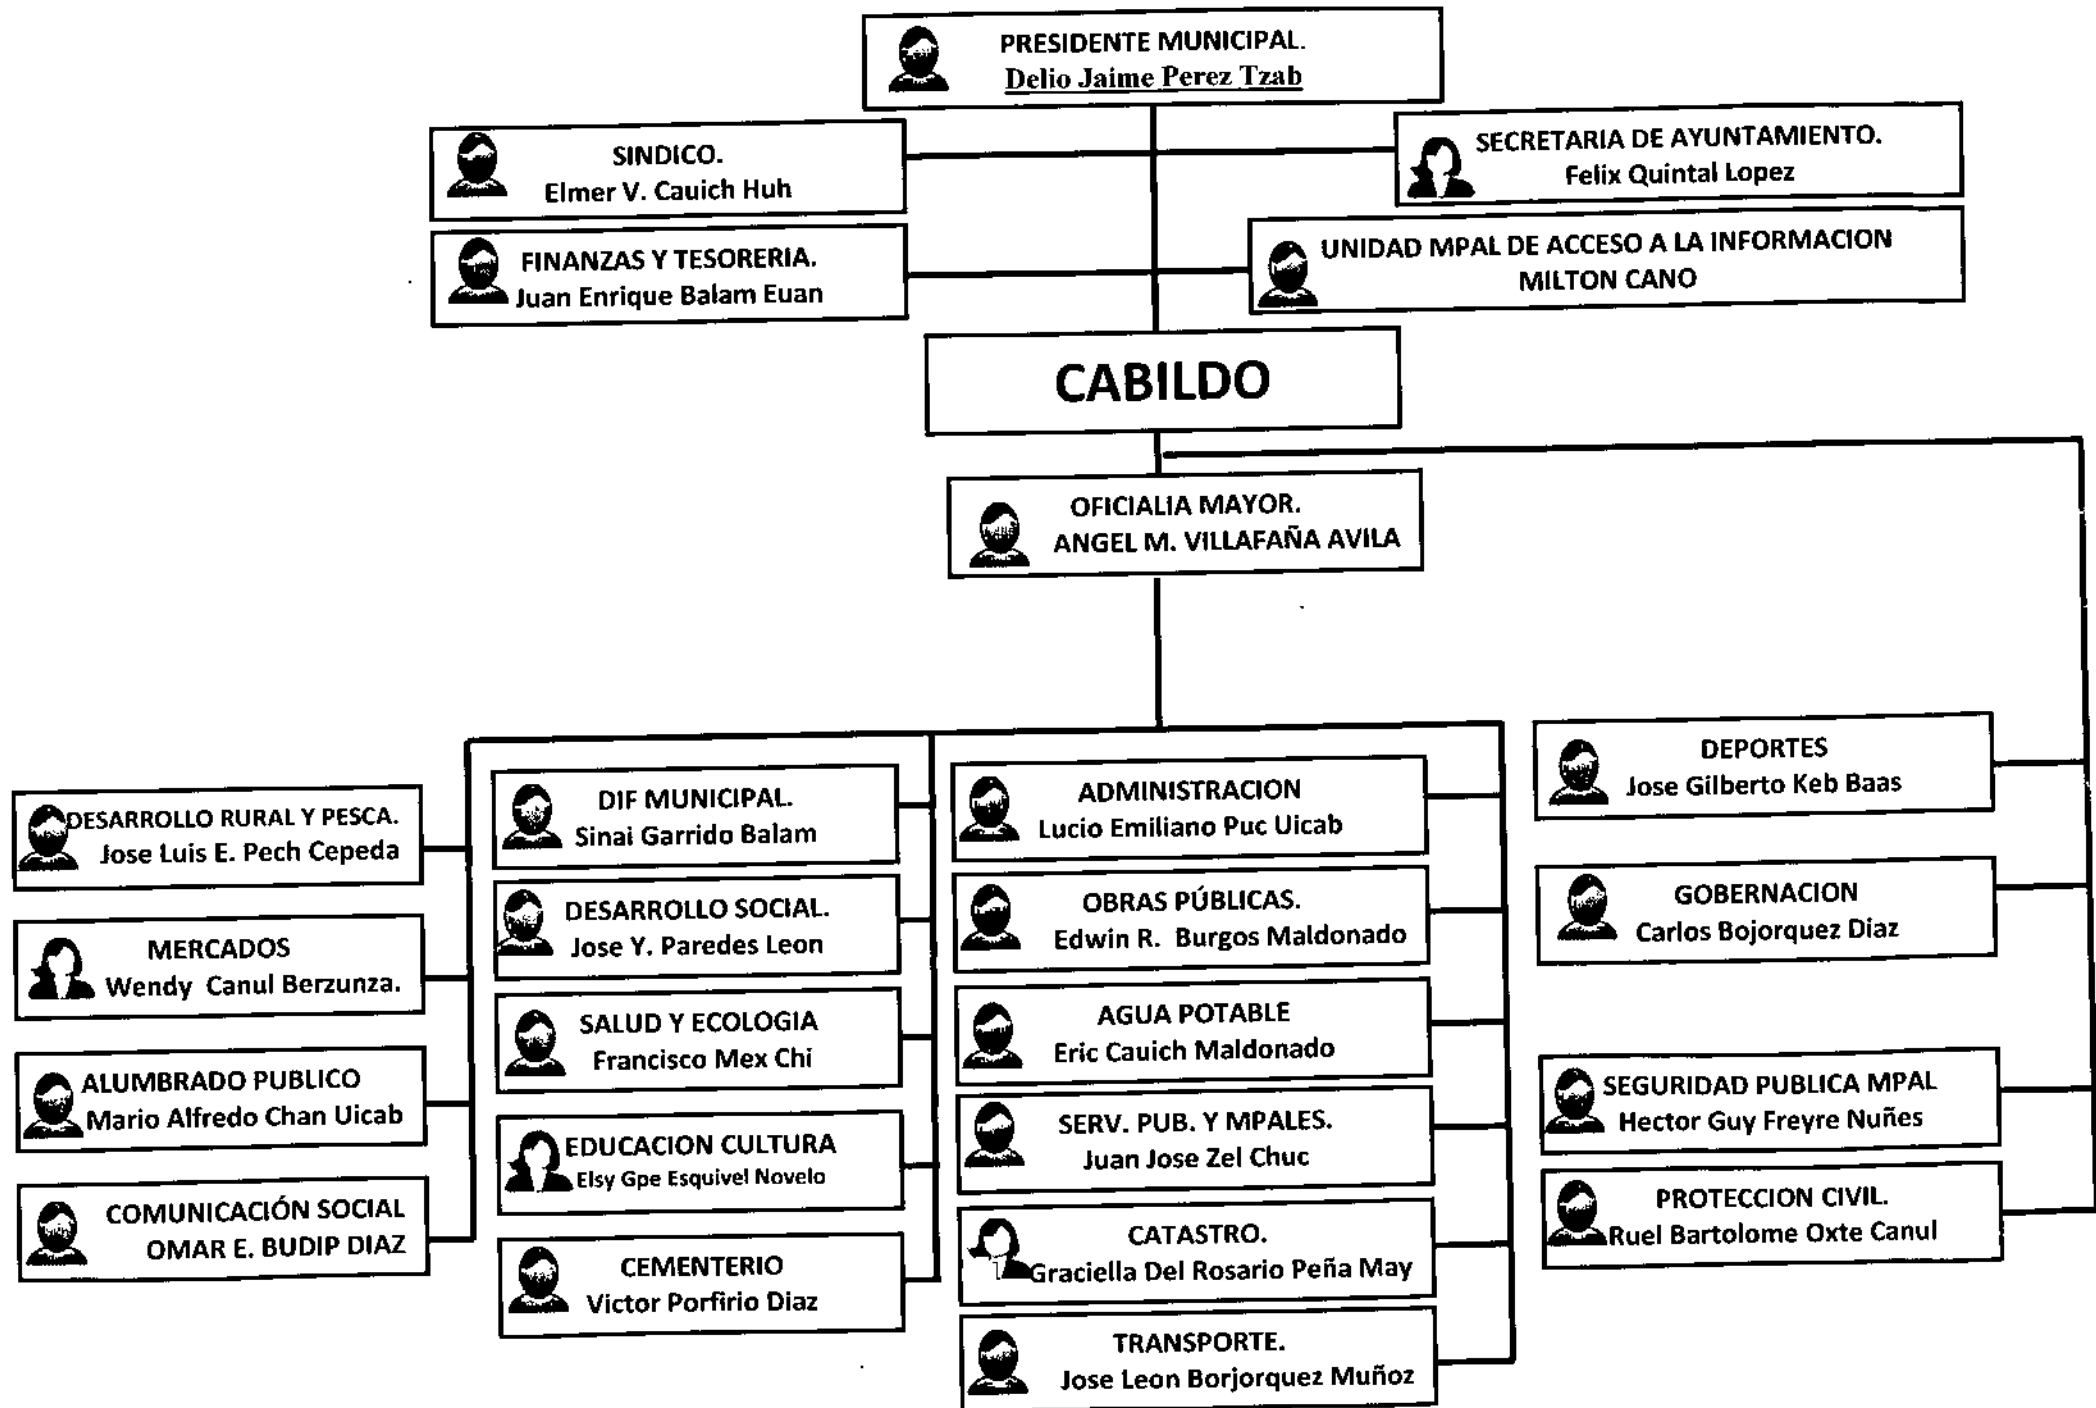 PRESIDENTE MUNICIPAL.
Delio Jaime Perez Tzab
SINDICO.
Elmer V. Cauich Huh
SECRETARIA DE AYUNTAMIENTO.
Felix Quintal Lopez
FINANZAS Y TESORERIA.
Juan Enrique Balam Euan
UNIDAD MPAL DE ACCESO A LA INFORMACION
MILTON CANO
CABILDO
OFICIALIA MAYOR.
ANGEL M. VILLAFAÑA AVILA
DESARROLLO RURAL Y PESCA.
Jose Luis E. Pech Cepeda
MERCADOS
Wendy Canul Berzunza.
ALUMBRADO PUBLICO
Mario Alfredo Chan Uicab
COMUNICACIÓN SOCIAL
OMAR E. BUDIP DIAZ
DIF MUNICIPAL.
Sinai Garrido Balam
DESARROLLO SOCIAL.
Jose Y. Paredes Leon
SALUD Y ECOLOGIA
Francisco Mex Chi
EDUCACION CULTURA
Elsy Gpe Esquivel Novelo
CEMENTERIO
Victor Porfirio Diaz
ADMINISTRACION
Lucio Emiliano Puc Uicab
OBRAS PÚBLICAS.
Edwin R. Burgos Maldonado
AGUA POTABLE
Eric Cauich Maldonado
SERV. PUB. Y MPALES.
Juan Jose Zel Chuc
CATASTRO.
Graciella Del Rosario Peña May
TRANSPORTE.
Jose Leon Borjorquez Muñoz
DEPORTES
Jose Gilberto Keb Baas
GOBERNACION
Carlos Bojorquez Diaz
SEGURIDAD PUBLICA MPAL
Hector Guy Freyre Nuñes
PROTECCION CIVIL.
Ruel Bartolome Oxte Canul